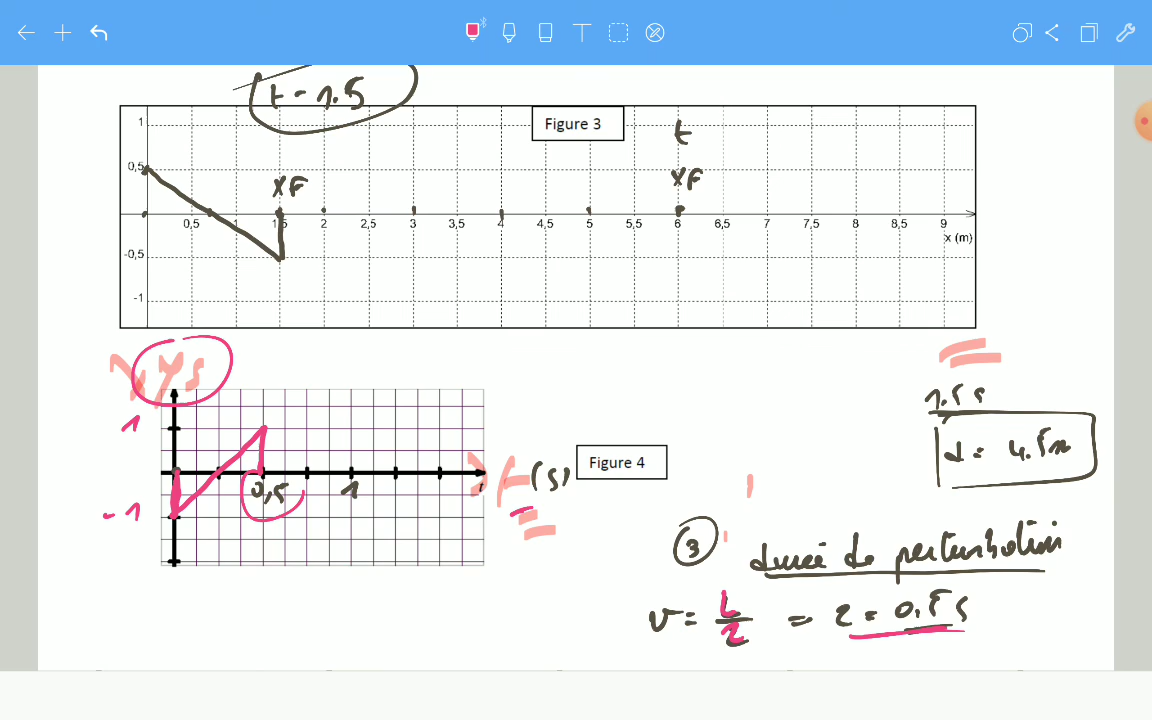 t = 1.5
Figure 3
1
0,5
-0,5
-1
t
XF
XF
0,5 1 1,5 2 2,5 3 3,5 4 4,5 5 5,5 6 6,5 7 7,5 8 8,5 9
x (m)
ys
1
-1
0,5 1
t
(s)
Figure 4
1.5 s
d = 4.5m
3
durée de perturbation
v = L = 0.5 s